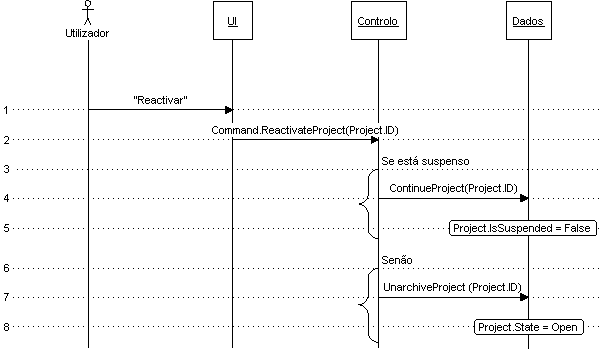 Utilizador
UI
Controlo
Dados
1
"Reactivar"
2
Command.ReactivateProject(Project.ID)
3
Se está suspenso
4
ContinueProject(Project.ID)
5
Project.IsSuspended = False
6
Senão
7
UnarchiveProject (Project.ID)
8
Project.State = Open